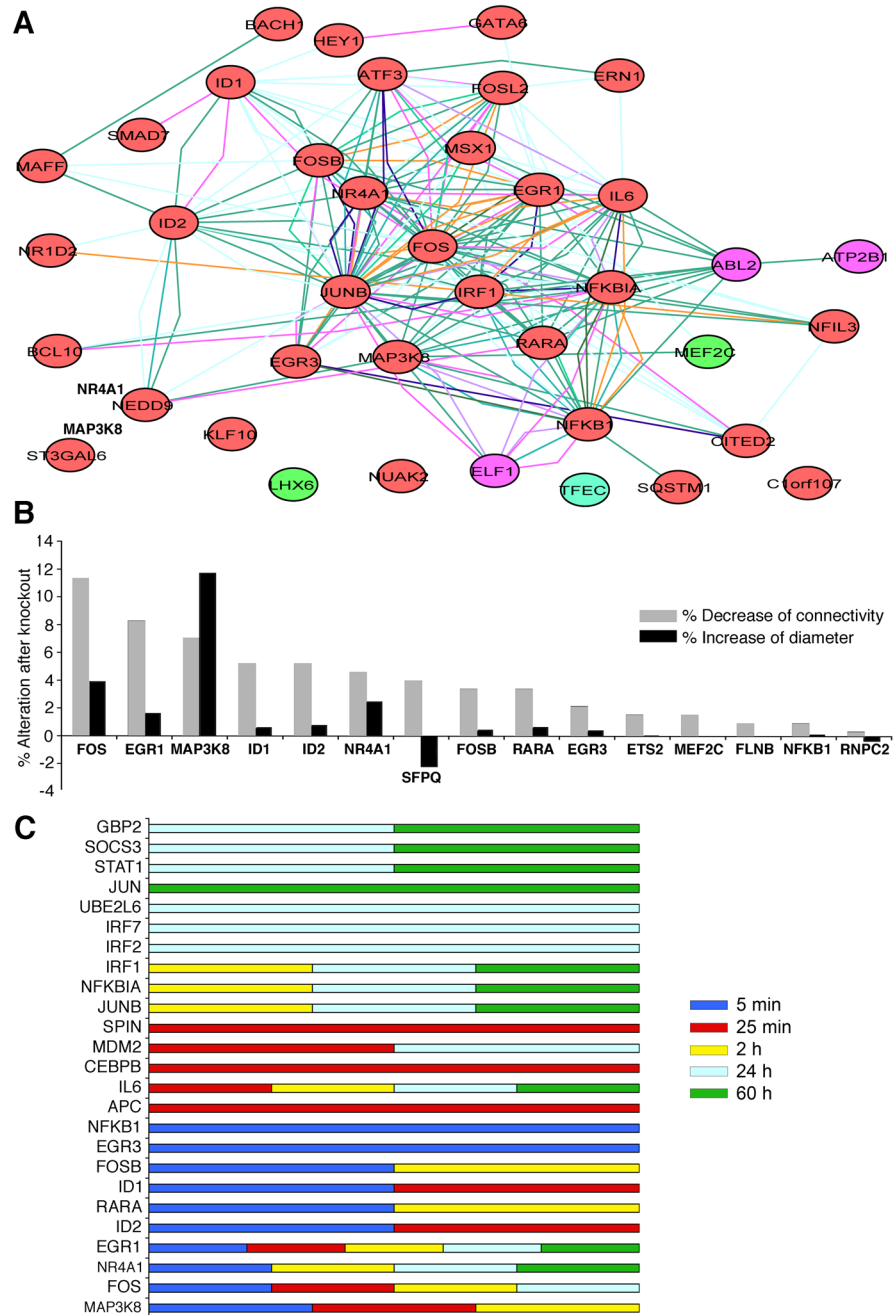 A
BACH1
HEY1
GATA6
ID1
ATF3
FOSL2
ERN1
SMAD7
MAFF
FOSB
MSX1
NR4A1
EGR1
IL6
ID2
NR1D2
FOS
ABL2
ATP2B1
JUNB
IRF1
NFKBIA
NFIL3
BCL10
EGR3
MAP3K8
RARA
MEF2C
NR4A1
NEDD9
MAP3K8
KLF10
NFKB1
CITED2
ST3GAL6
LHX6
NUAK2
ELF1
TFEC
SQSTM1
C1orf107
B
% Alteration after knockout
14
12
10
8
6
4
2
0
-2
-4
% Decrease of connectivity
% Increase of diameter
FOS EGR1 MAP3K8 ID1 ID2 NR4A1 SFPQ FOSB RARA EGR3 ETS2 MEF2C FLNB NFKB1 RNPC2
C
GBP2
SOCS3
STAT1
JUN
UBE2L6
IRF7
IRF2
IRF1
NFKBIA
JUNB
SPIN
MDM2
CEBPB
IL6
APC
NFKB1
EGR3
FOSB
ID1
RARA
ID2
EGR1
NR4A1
FOS
MAP3K8
5 min
25 min
2 h
24 h
60 h